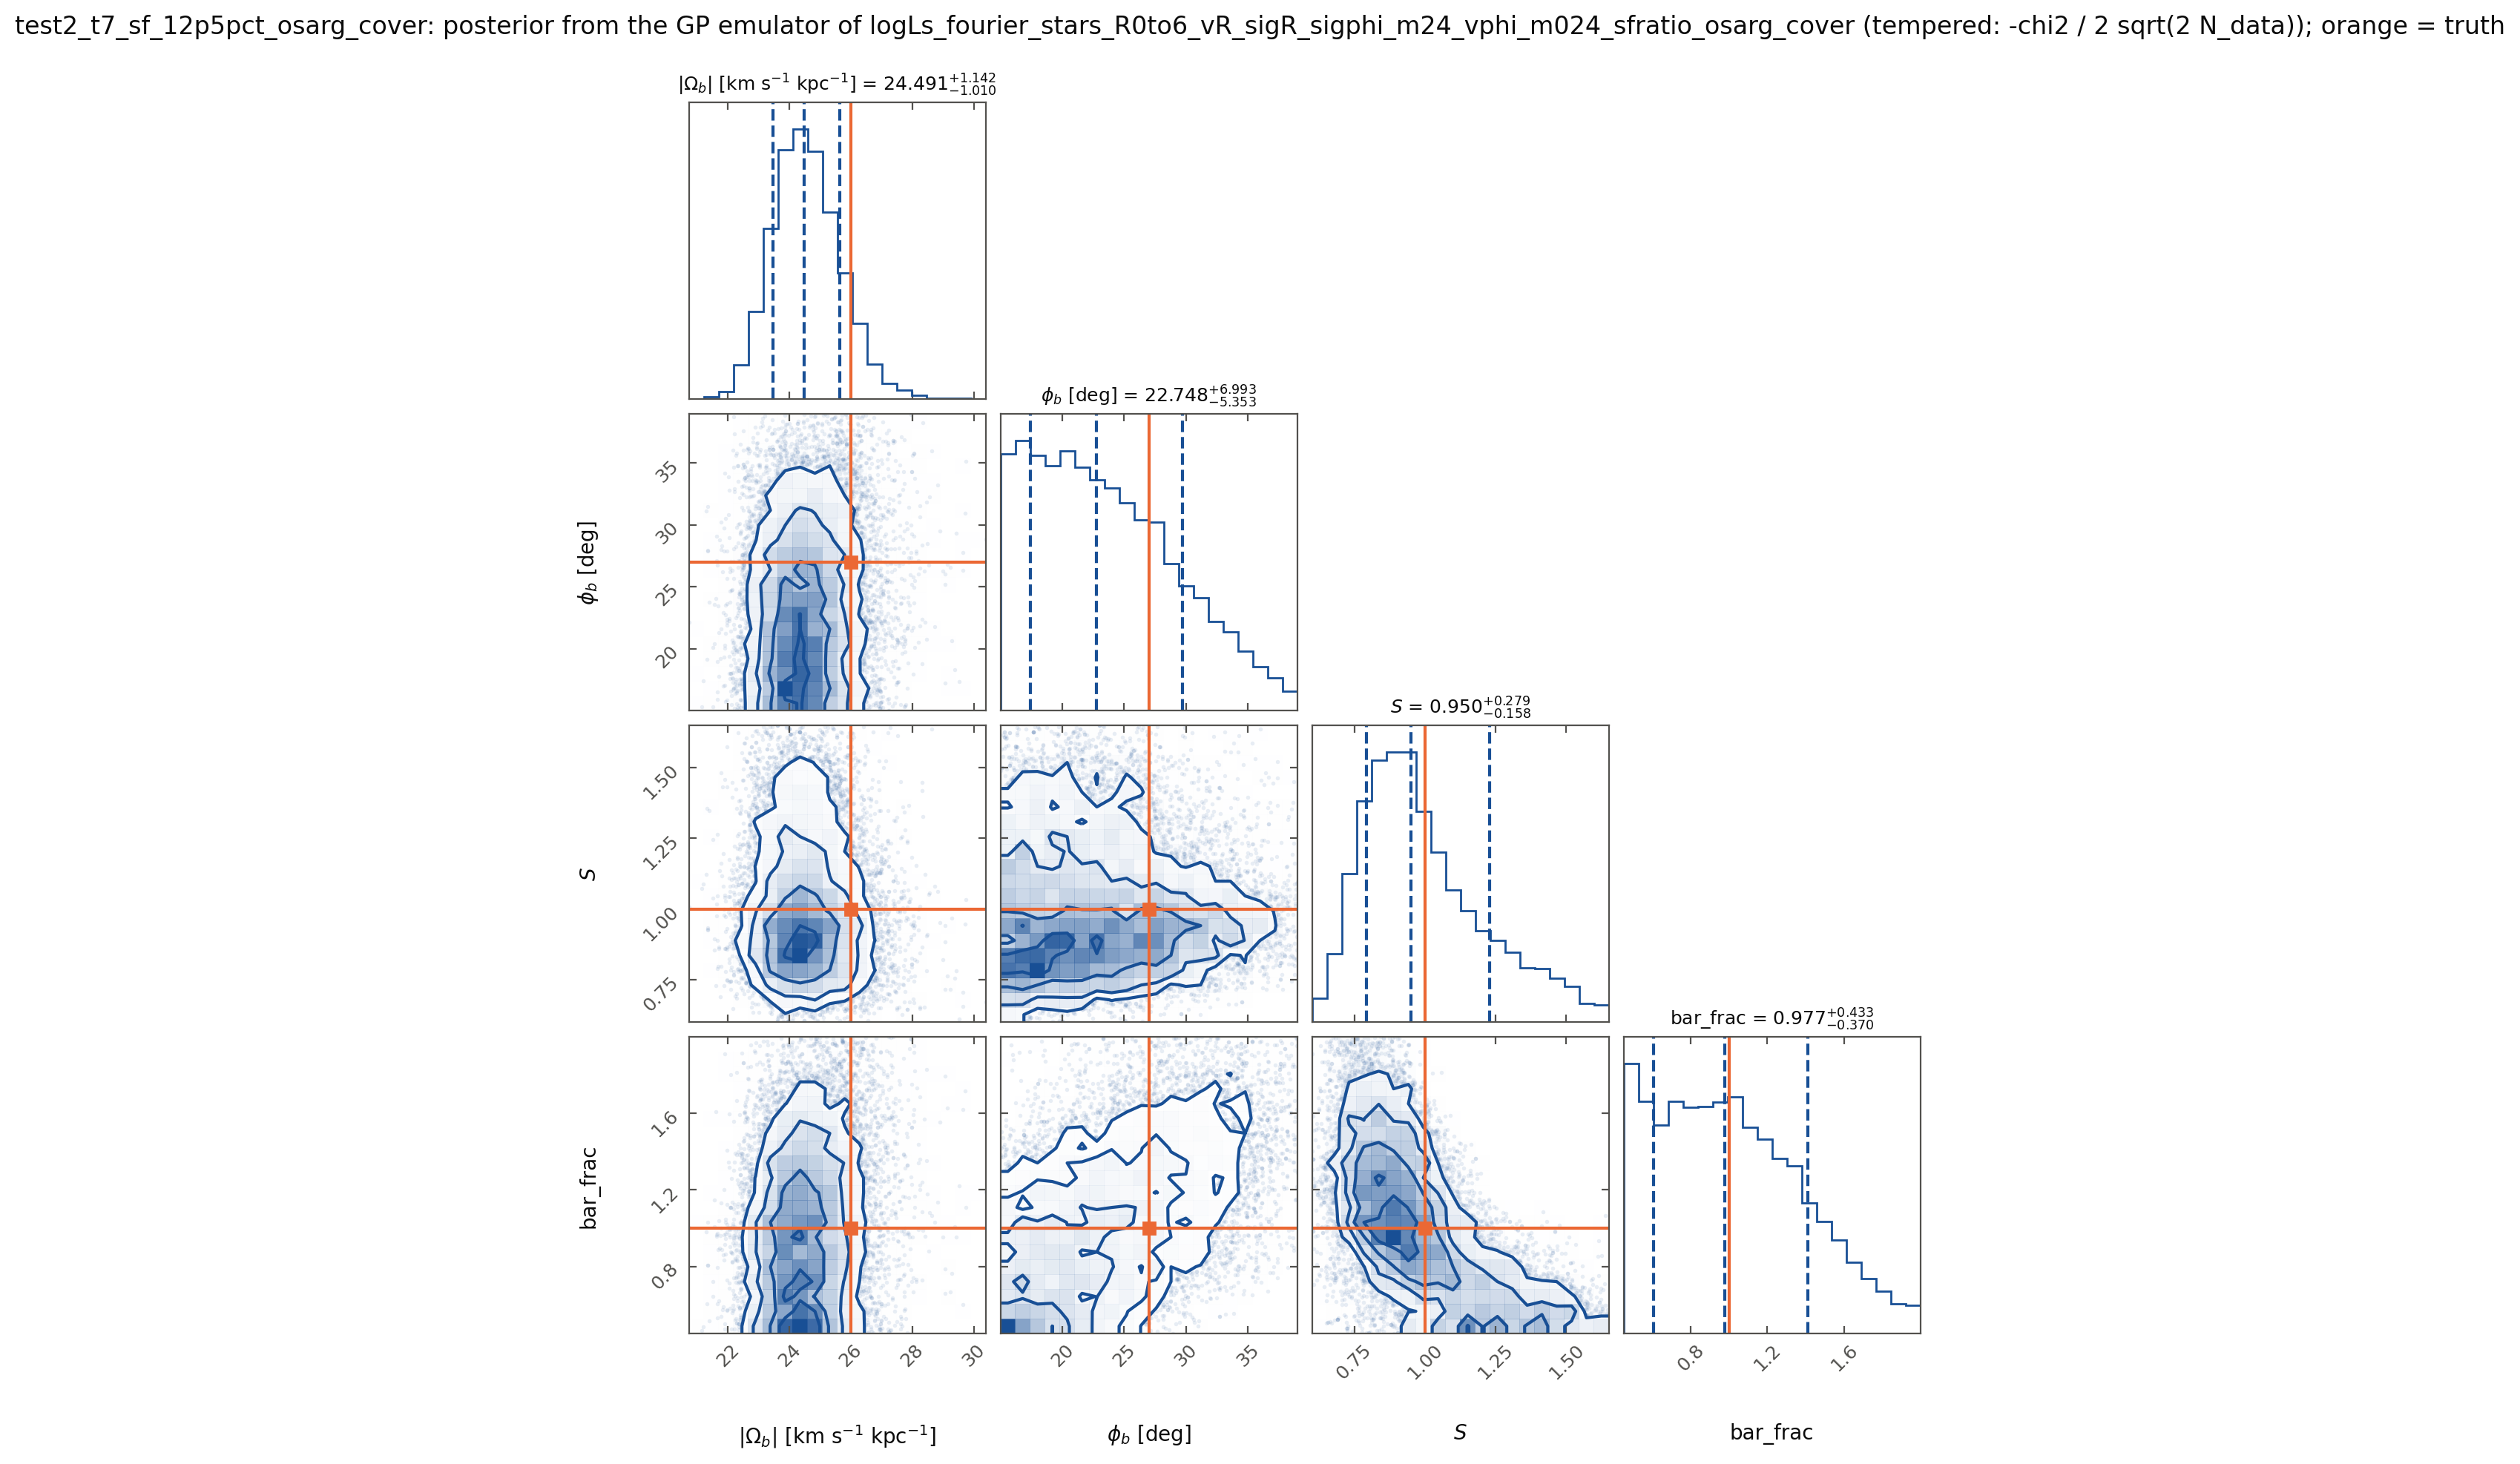 test2_t7_sf_12p5pct_osarg_cover: posterior from the GP emulator of logLs_fourier_stars_R0to6_vR_sigR_sigphi_m24_vphi_m024_sfratio_osarg_cover (tempered: -chi2 / 2 sqrt(2 N_data)); orange = truth
|Ω_b| [km s⁻¹ kpc⁻¹] = 24.491 +1.142 −1.010
ϕ_b [deg] = 22.748 +6.993 −5.353
35
30
25
20
ϕ_b [deg]
S = 0.950 +0.279 −0.158
1.50
1.25
1.00
0.75
S
bar_frac = 0.977 +0.433 −0.370
1.6
1.2
0.8
bar_frac
22 24 26 28 30 20 25 30 35 0.75 1.00 1.25 1.50 0.8 1.2 1.6
|Ω_b| [km s⁻¹ kpc⁻¹] ϕ_b [deg] S bar_frac